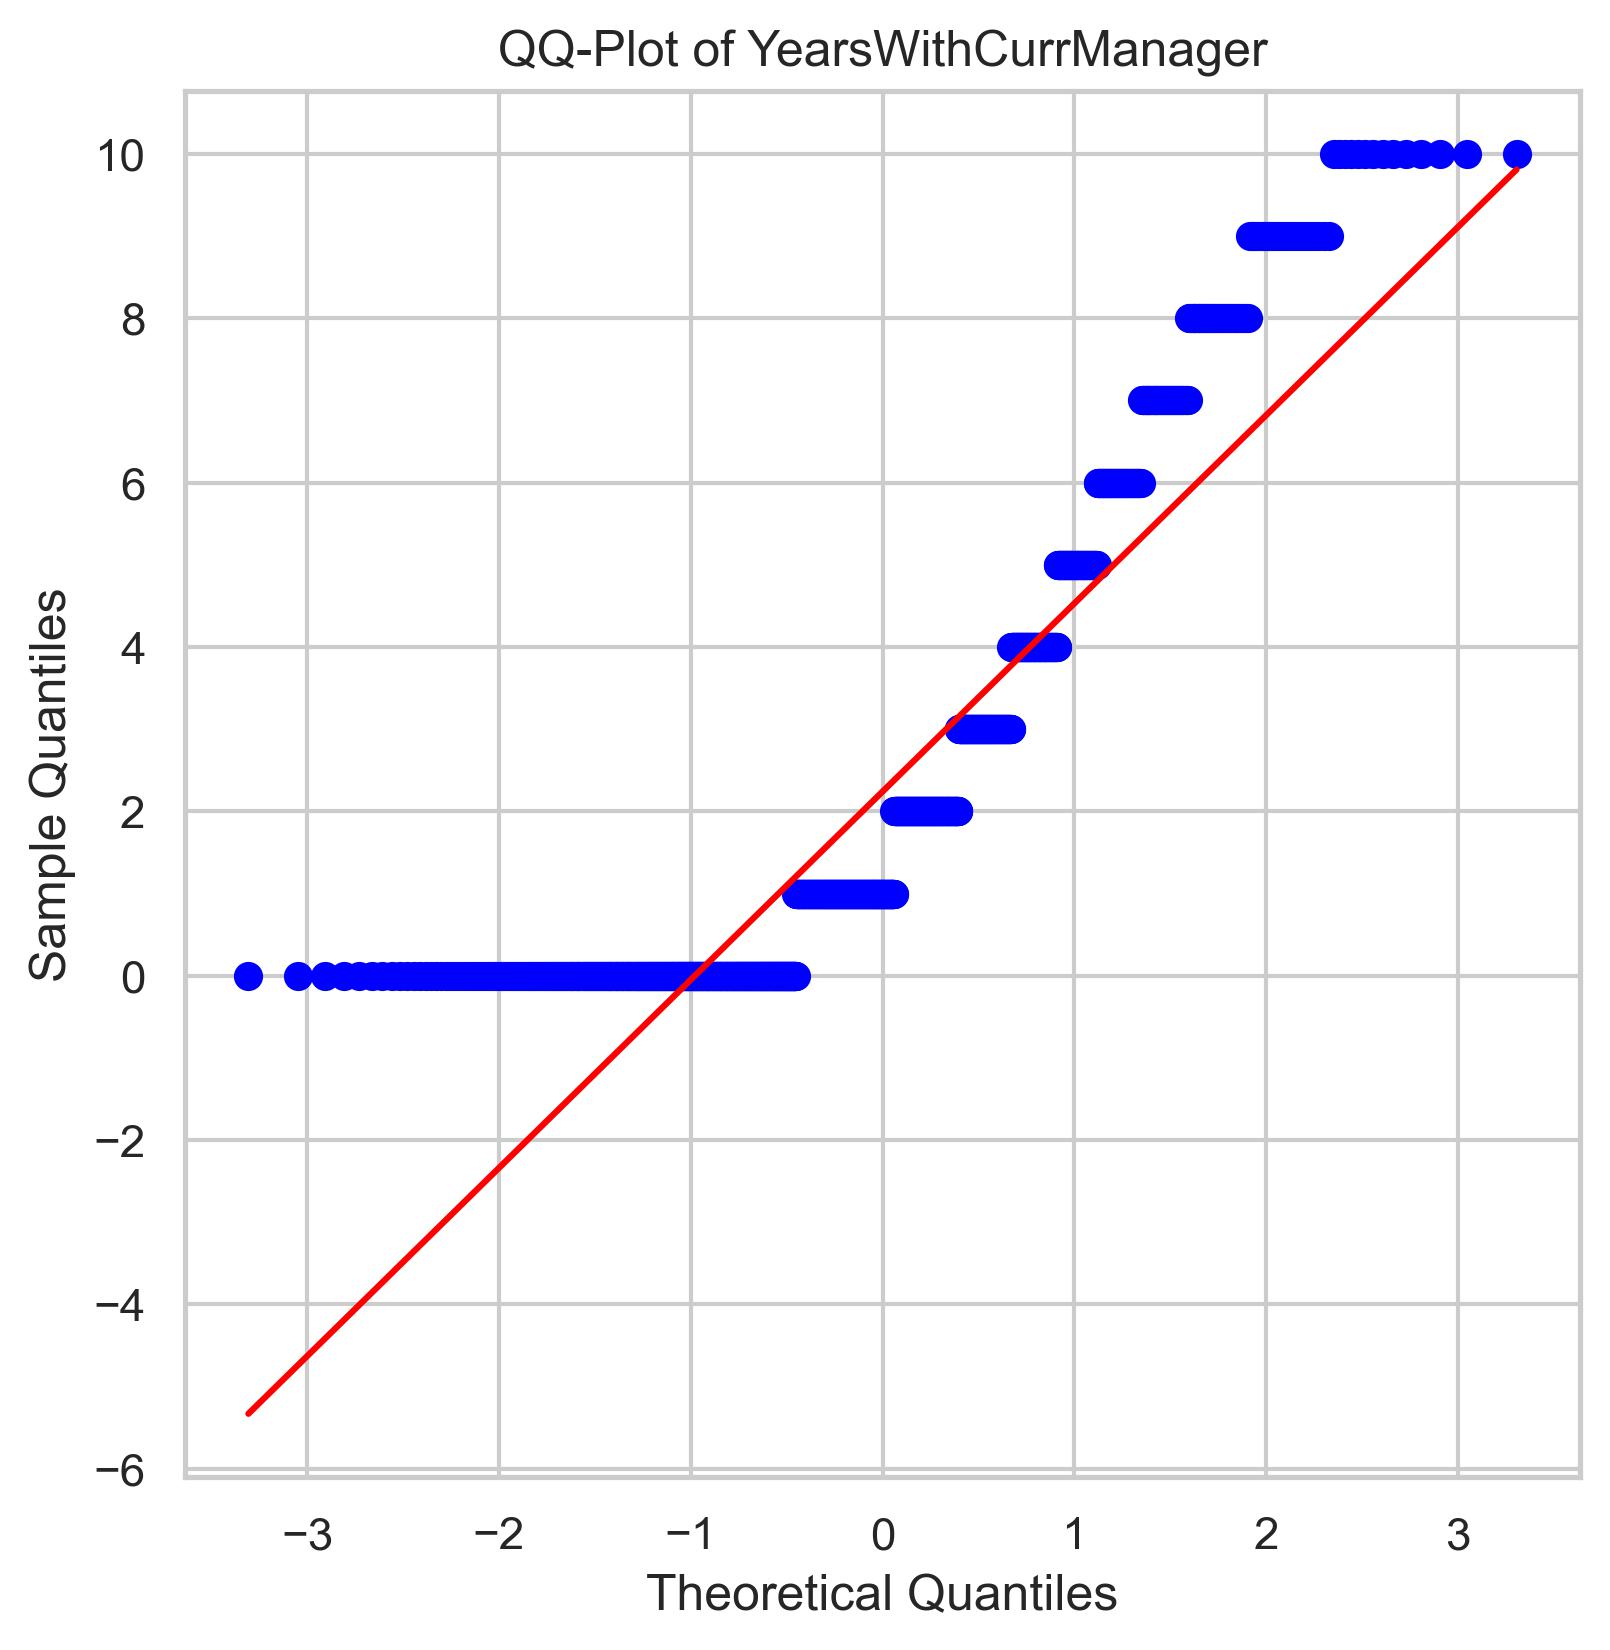 QQ-Plot of YearsWithCurrManager
10
8
6
4
2
0
−2
−4
−6
Sample Quantiles
−3 −2 −1 0 1 2 3
Theoretical Quantiles